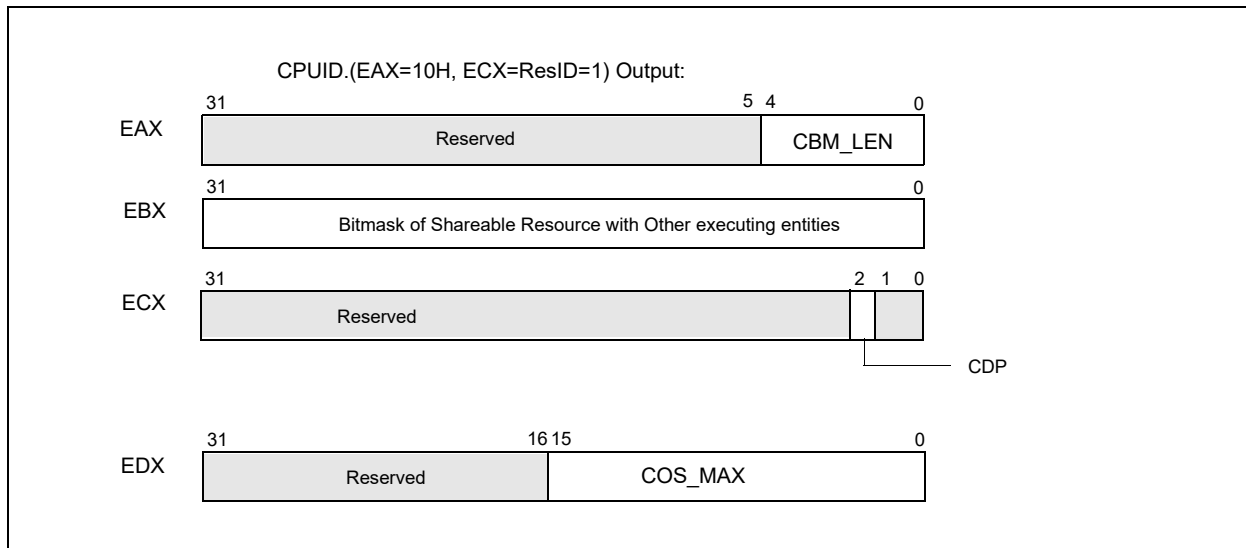 CPUID.(EAX=10H, ECX=ResID=1) Output:
31 5 4 0
EAX Reserved CBM_LEN
31 0
EBX Bitmask of Shareable Resource with Other executing entities
31 2 1 0
ECX Reserved
CDP
31 16 15 0
EDX Reserved COS_MAX